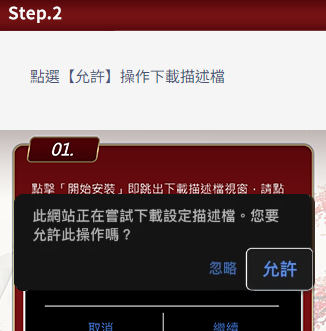 Step.2
點選【允許】操作下載描述檔
01.
點擊「開始安裝」即跳出下載描述檔視窗，請點
此網站正在嘗試下載設定描述檔。您要
允許此操作嗎？
忽略
允許
取消
繼續